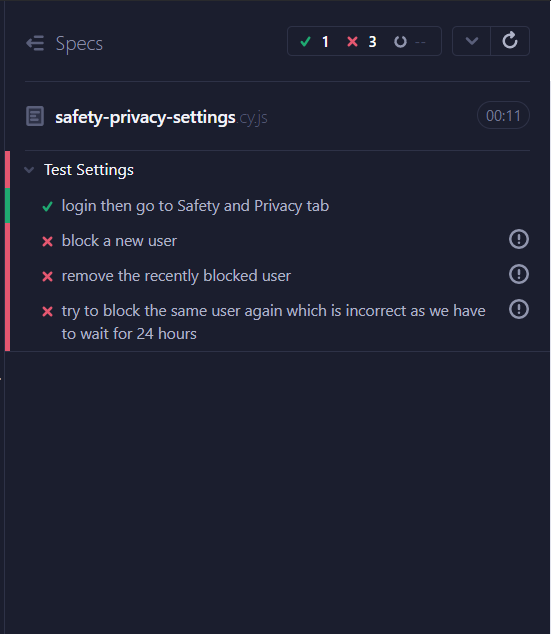 Specs 1 3 --
safety-privacy-settings.cy.js 00:11
Test Settings
login then go to Safety and Privacy tab
block a new user
remove the recently blocked user
try to block the same user again which is incorrect as we have
to wait for 24 hours